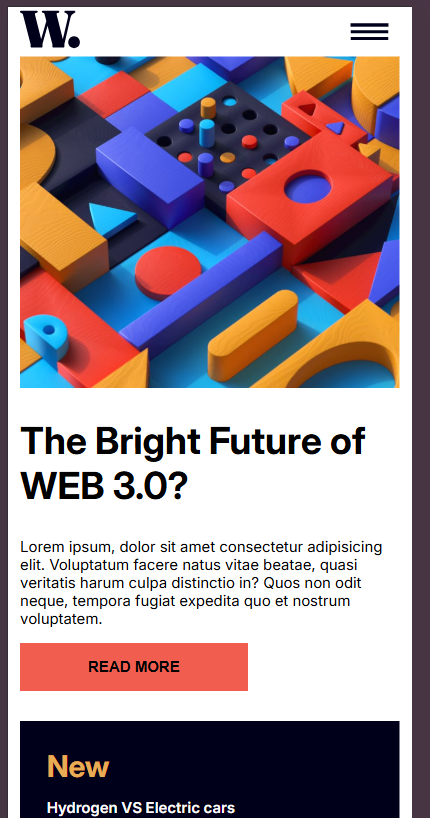 W.
The Bright Future of
WEB 3.0?
Lorem ipsum, dolor sit amet consectetur adipisicing
elit. Voluptatum facere natus vitae beatae, quasi
veritatis harum culpa distinctio in? Quos non odit
neque, tempora fugiat expedita quo et nostrum
voluptatem.
READ MORE
New
Hydrogen VS Electric cars